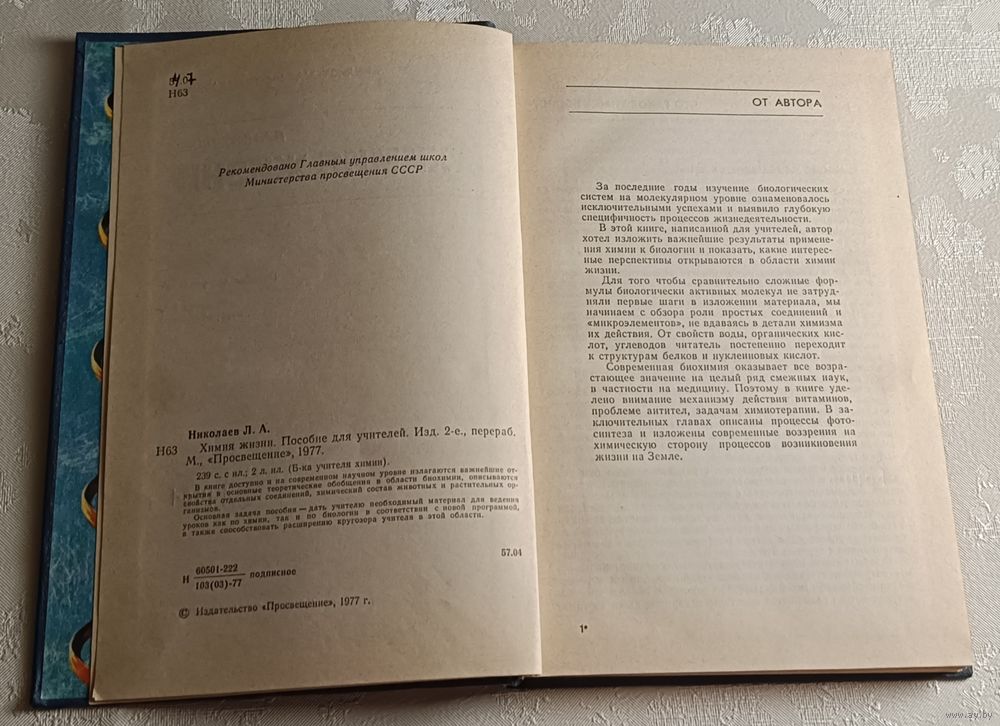 Н63
Рекомендовано Главным управлением школ
Министерства просвещения СССР
Николаев Л. А.
Н63 Химия жизни. Пособие для учителей. Изд. 2-е, перераб.
М., «Просвещение», 1977.
239 с. с ил.; 2 л. ил. (Б-ка учителя химии).
В книге доступно и на современном научном уровне излагаются важнейшие от-
крытия и основные теоретические обобщения в области биохимии, описываются
свойства отдельных соединений, химический состав животных и растительных ор-
ганизмов.
Основная задача пособия — дать учителю необходимый материал для ведения
уроков как по химии, так и по биологии в соответствии с новой программой,
а также способствовать расширению кругозора учителя в этой области.
57.04
Н 60501-222
103(03)-77 подписное
© Издательство «Просвещение», 1977 г.
ОТ АВТОРА
За последние годы изучение биологических
систем на молекулярном уровне ознаменовалось
исключительными успехами и выявило глубокую
специфичность процессов жизнедеятельности.
В этой книге, написанной для учителей, автор
хотел изложить важнейшие результаты примене-
ния химии к биологии и показать, какие интерес-
ные перспективы открываются в области химии
жизни.
Для того чтобы сравнительно сложные фор-
мулы биологически активных молекул не затруд-
няли первые шаги в изложении материала, мы
начинаем с обзора роли простых соединений и
«микроэлементов», не вдаваясь в детали химизма
их действия. От свойств воды, органических кис-
лот, углеводов читатель постепенно переходит
к структурам белков и нуклеиновых кислот.
Современная биохимия оказывает все возра-
стающее значение на целый ряд смежных наук,
в частности на медицину. Поэтому в книге уде-
лено внимание механизму действия витаминов,
проблеме антител, задачам химиотерапии. В за-
ключительных главах описаны процессы фото-
синтеза и изложены современные воззрения на
химическую сторону процессов возникновения
жизни на Земле.
1*
www.ay.by